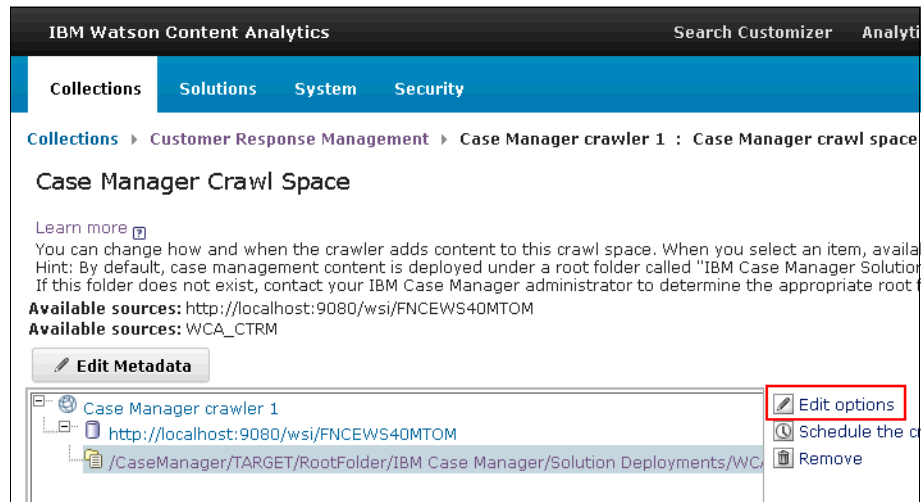 IBM Watson Content Analytics Search Customizer Analyti
Collections Solutions System Security
Collections Customer Response Management Case Manager crawler 1 : Case Manager crawl space
Case Manager Crawl Space
Learn more ?
You can change how and when the crawler adds content to this crawl space. When you select an item, availa
Hint: By default, case management content is deployed under a root folder called "IBM Case Manager Solution
If this folder does not exist, contact your IBM Case Manager administrator to determine the appropriate root f
Available sources: http://localhost:9080/wsi/FNCEWS40MTOM
Available sources: WCA_CTRM
Edit Metadata
Case Manager crawler 1
http://localhost:9080/wsi/FNCEWS40MTOM
/CaseManager/TARGET/RootFolder/IBM Case Manager/Solution Deployments/WCA
Edit options
Schedule the cr
Remove